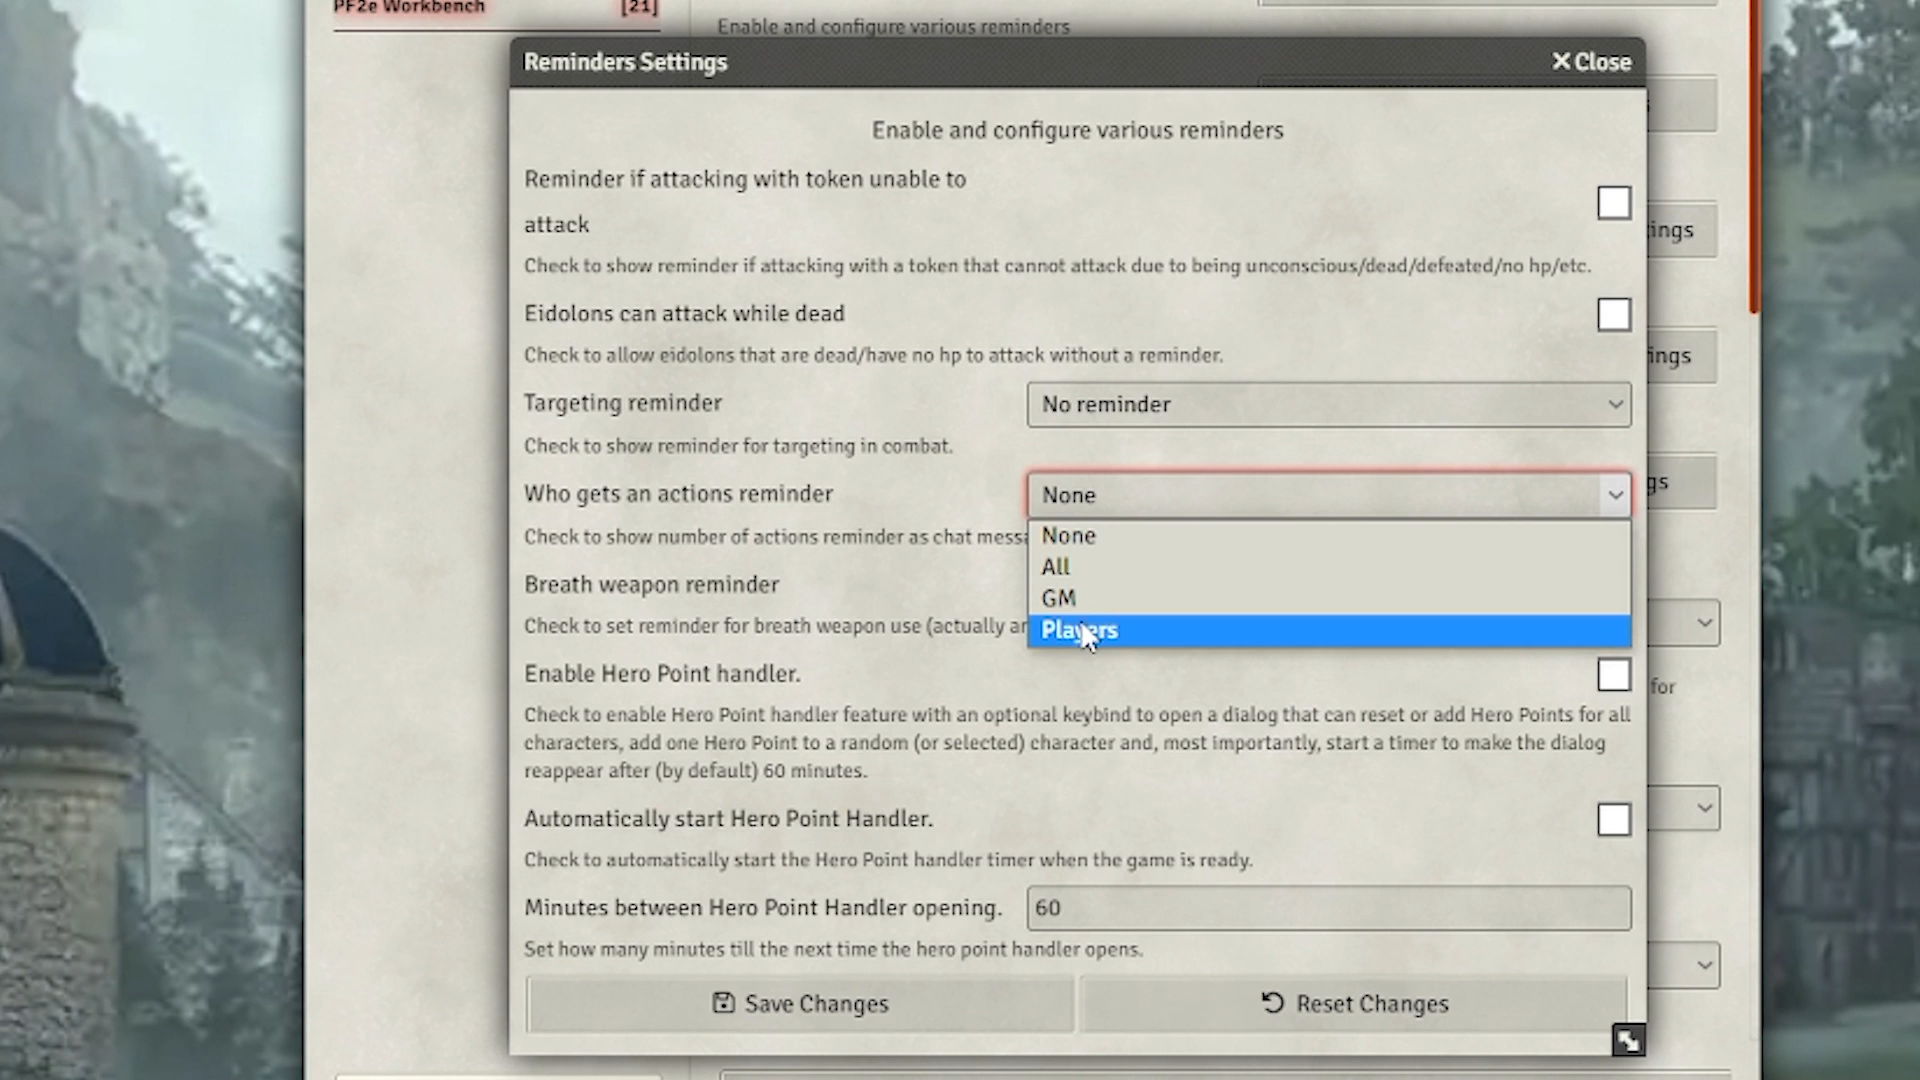 PF2e Workbench [21]
Enable and configure various reminders
Reminders Settings
Close
Enable and configure various reminders
Reminder if attacking with token unable to
attack
ings
Check to show reminder if attacking with a token that cannot attack due to being unconscious/dead/defeated/no hp/etc.
Eidolons can attack while dead
Check to allow eidolons that are dead/have no hp to attack without a reminder.
ings
Targeting reminder
No reminder
Check to show reminder for targeting in combat.
Who gets an actions reminder
None
gs
Check to show number of actions reminder as chat messa
None
All
GM
Players
Breath weapon reminder
Check to set reminder for breath weapon use (actually an
Enable Hero Point handler.
for
Check to enable Hero Point handler feature with an optional keybind to open a dialog that can reset or add Hero Points for all
characters, add one Hero Point to a random (or selected) character and, most importantly, start a timer to make the dialog
reappear after (by default) 60 minutes.
Automatically start Hero Point Handler.
Check to automatically start the Hero Point handler timer when the game is ready.
Minutes between Hero Point Handler opening.
60
Set how many minutes till the next time the hero point handler opens.
Save Changes
Reset Changes